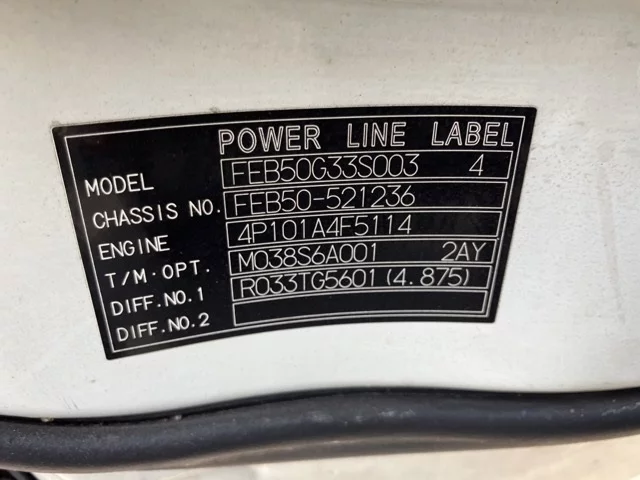 POWER LINE LABEL
MODEL FEB50G33S003 4
CHASSIS NO. FEB50-521236
ENGINE 4P101A4F5114
T/M·OPT. M038S6A001 2AY
DIFF.NO.1 R033TG5601(4.875)
DIFF.NO.2